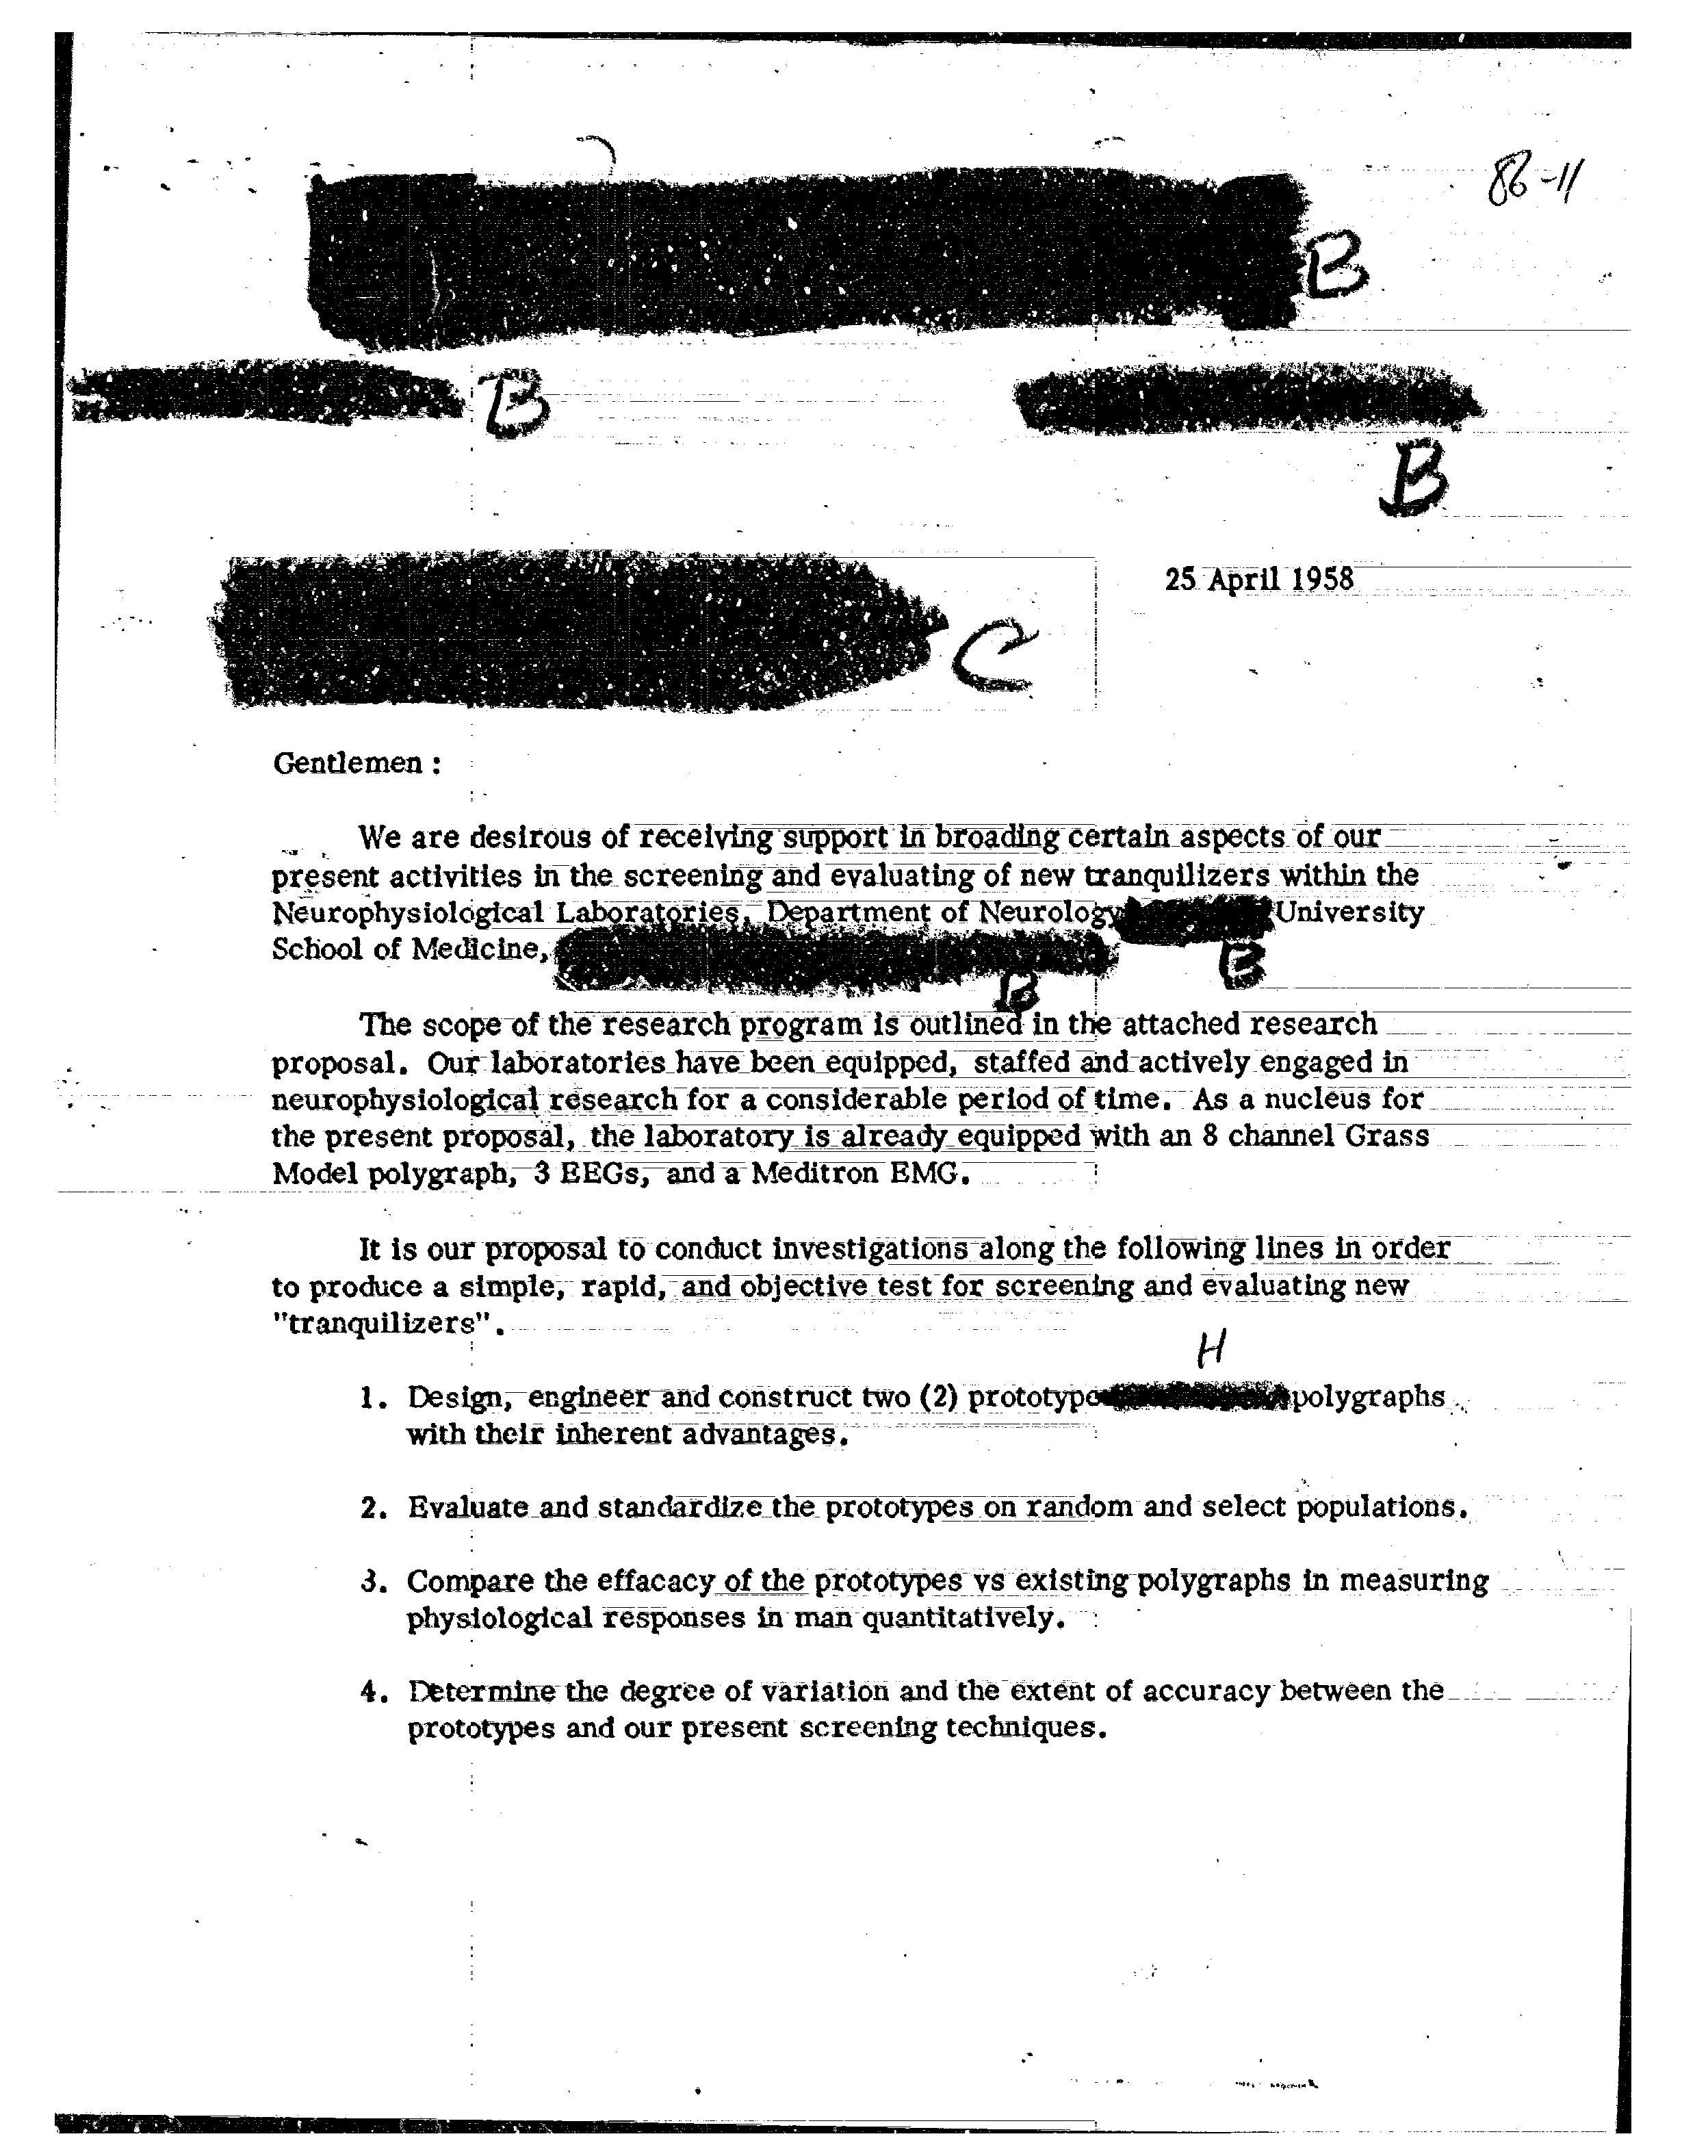 86-11
B
B
B
25 April 1958
C
Gentlemen :
We are desirous of receiving support in broading certain aspects of our
present activities in the screening and evaluating of new tranquilizers within the
Neurophysiological Laboratories, Department of Neurology University
School of Medicine,
B
B
The scope of the research program is outlined in the attached research
proposal. Our laboratories have been equipped, staffed and actively engaged in
neurophysiological research for a considerable period of time. As a nucleus for
the present proposal, the laboratory is already equipped with an 8 channel Grass
Model polygraph, 3 EEGs, and a Meditron EMG.
It is our proposal to conduct investigations along the following lines in order
to produce a simple, rapid, and objective test for screening and evaluating new
"tranquilizers".
H
1. Design, engineer and construct two (2) prototype polygraphs
with their inherent advantages.
2. Evaluate and standardize the prototypes on random and select populations.
3. Compare the effacacy of the prototypes vs existing polygraphs in measuring
physiological responses in man quantitatively.
4. Determine the degree of variation and the extent of accuracy between the
prototypes and our present screening techniques.